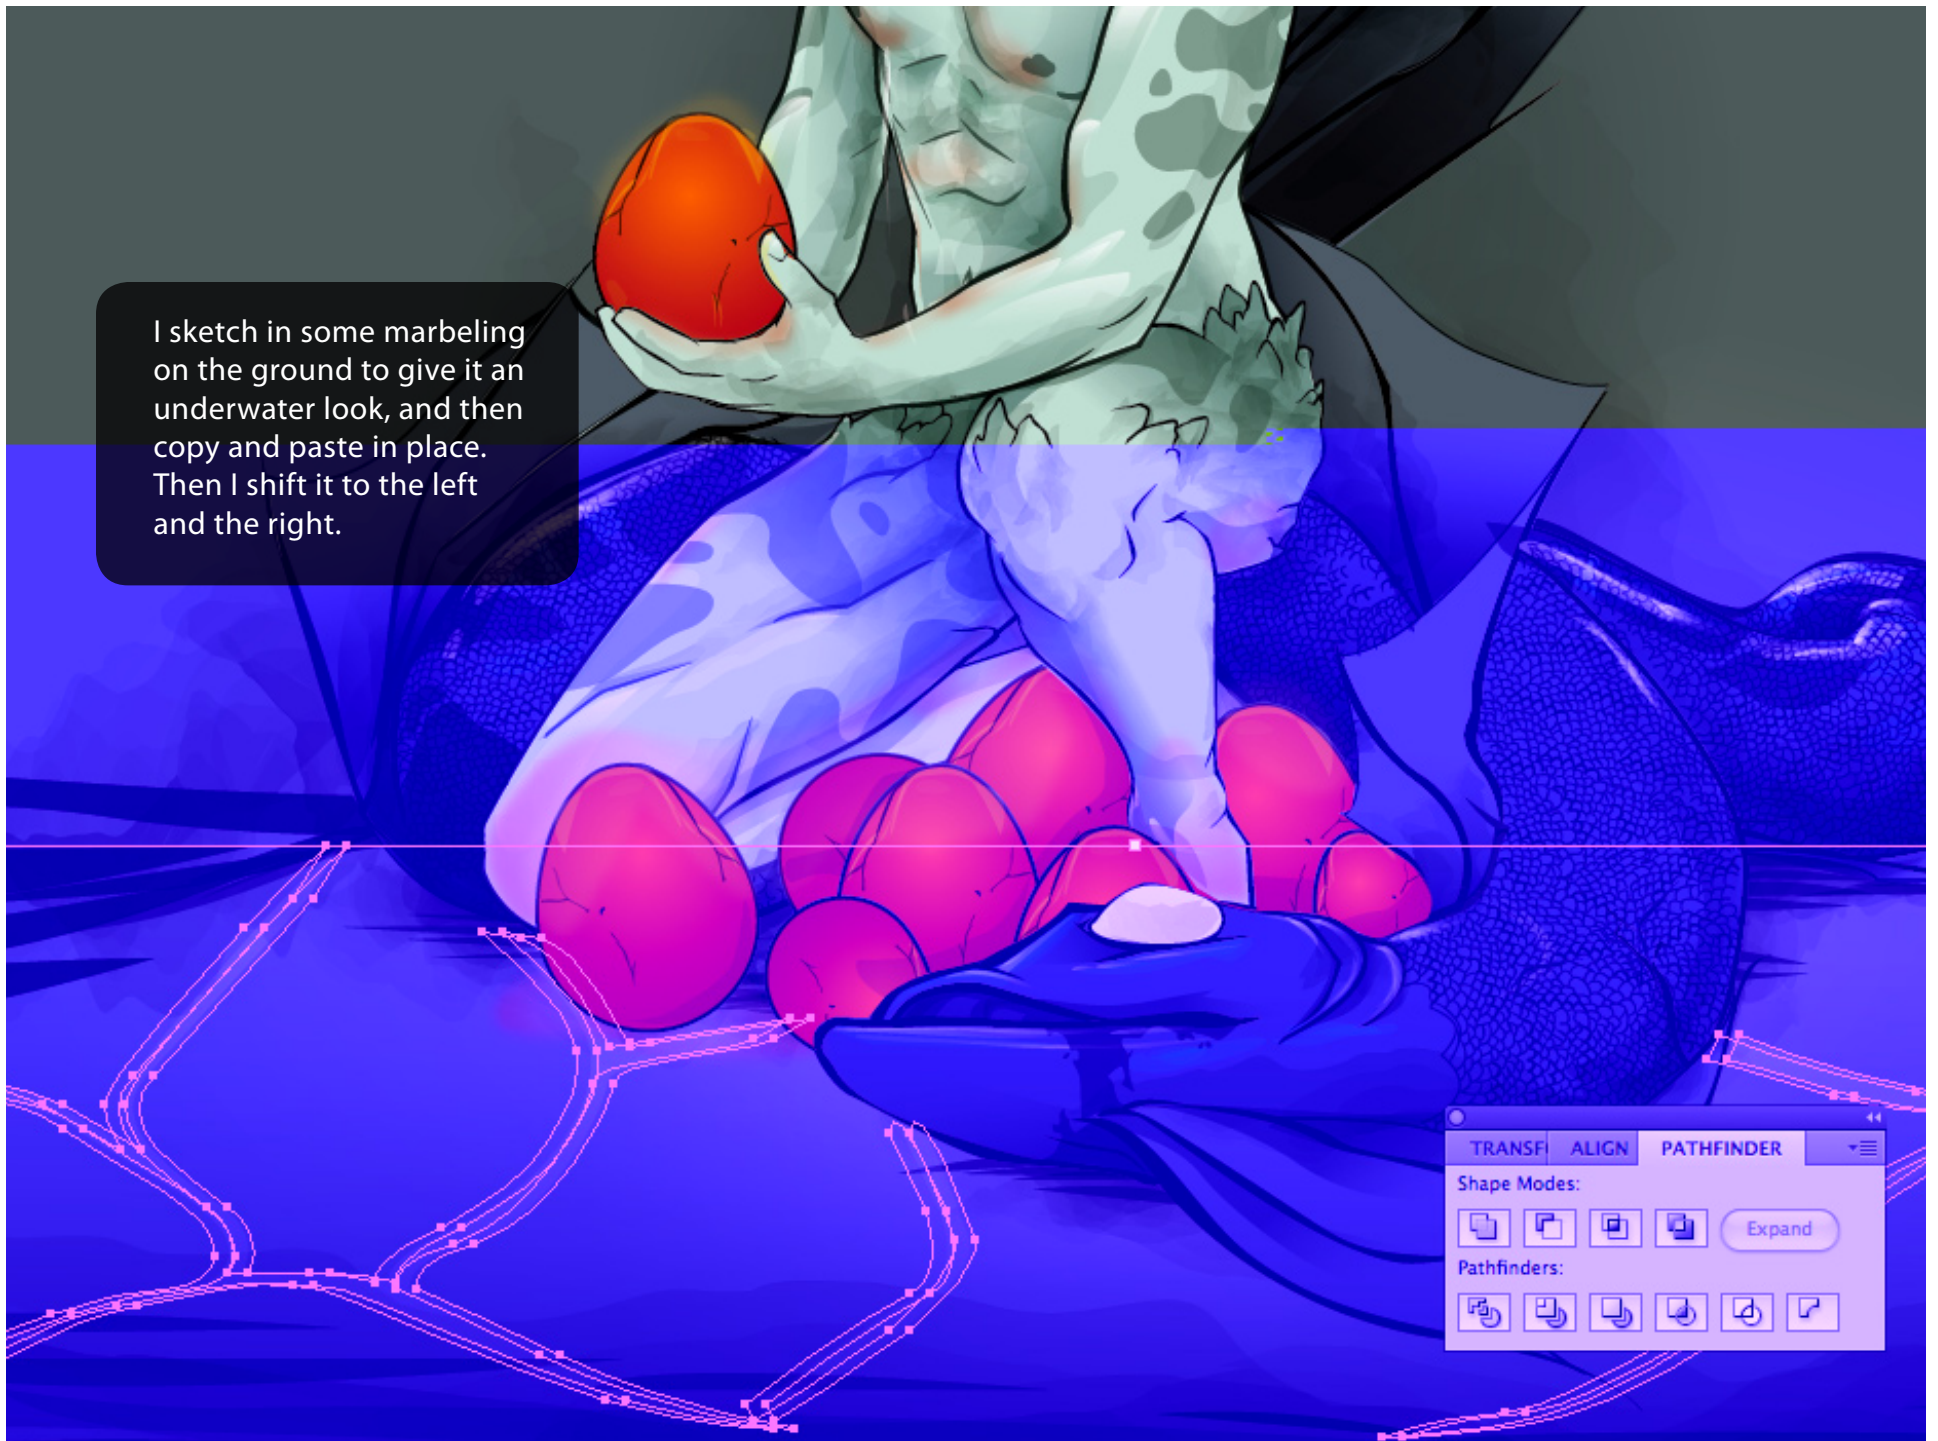 I sketch in some marbeling
on the ground to give it an
underwater look, and then
copy and paste in place.
Then I shift it to the left
and the right.
TRANSF ALIGN PATHFINDER
Shape Modes:
Expand
Pathfinders: